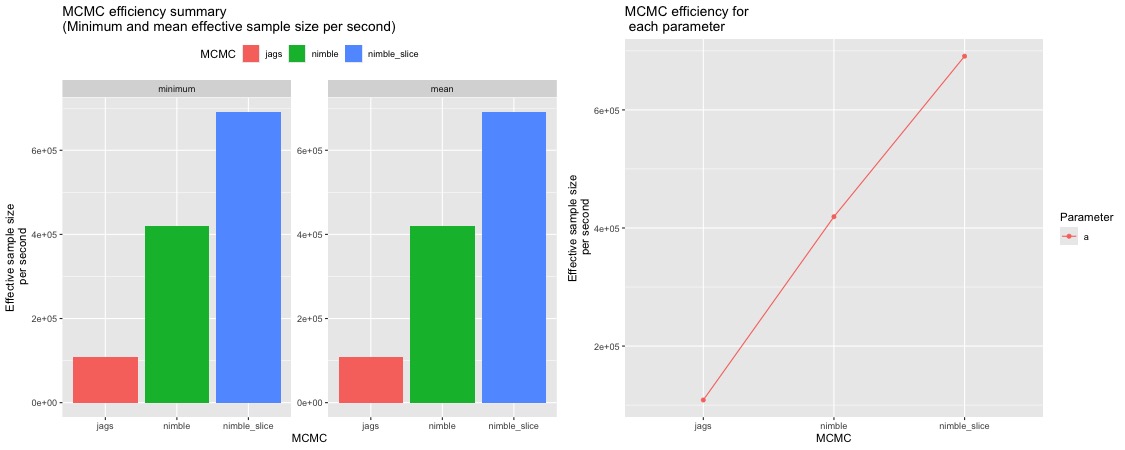 MCMC efficiency summary
(Minimum and mean effective sample size per second)
MCMC jags nimble nimble_slice
minimum
mean
Effective sample size
per second
6e+05
4e+05
2e+05
0e+00
jags nimble nimble_slice
6e+05
4e+05
2e+05
0e+00
jags nimble nimble_slice
MCMC
MCMC efficiency for
each parameter
Effective sample size
per second
6e+05
4e+05
2e+05
jags nimble nimble_slice
MCMC
Parameter
a